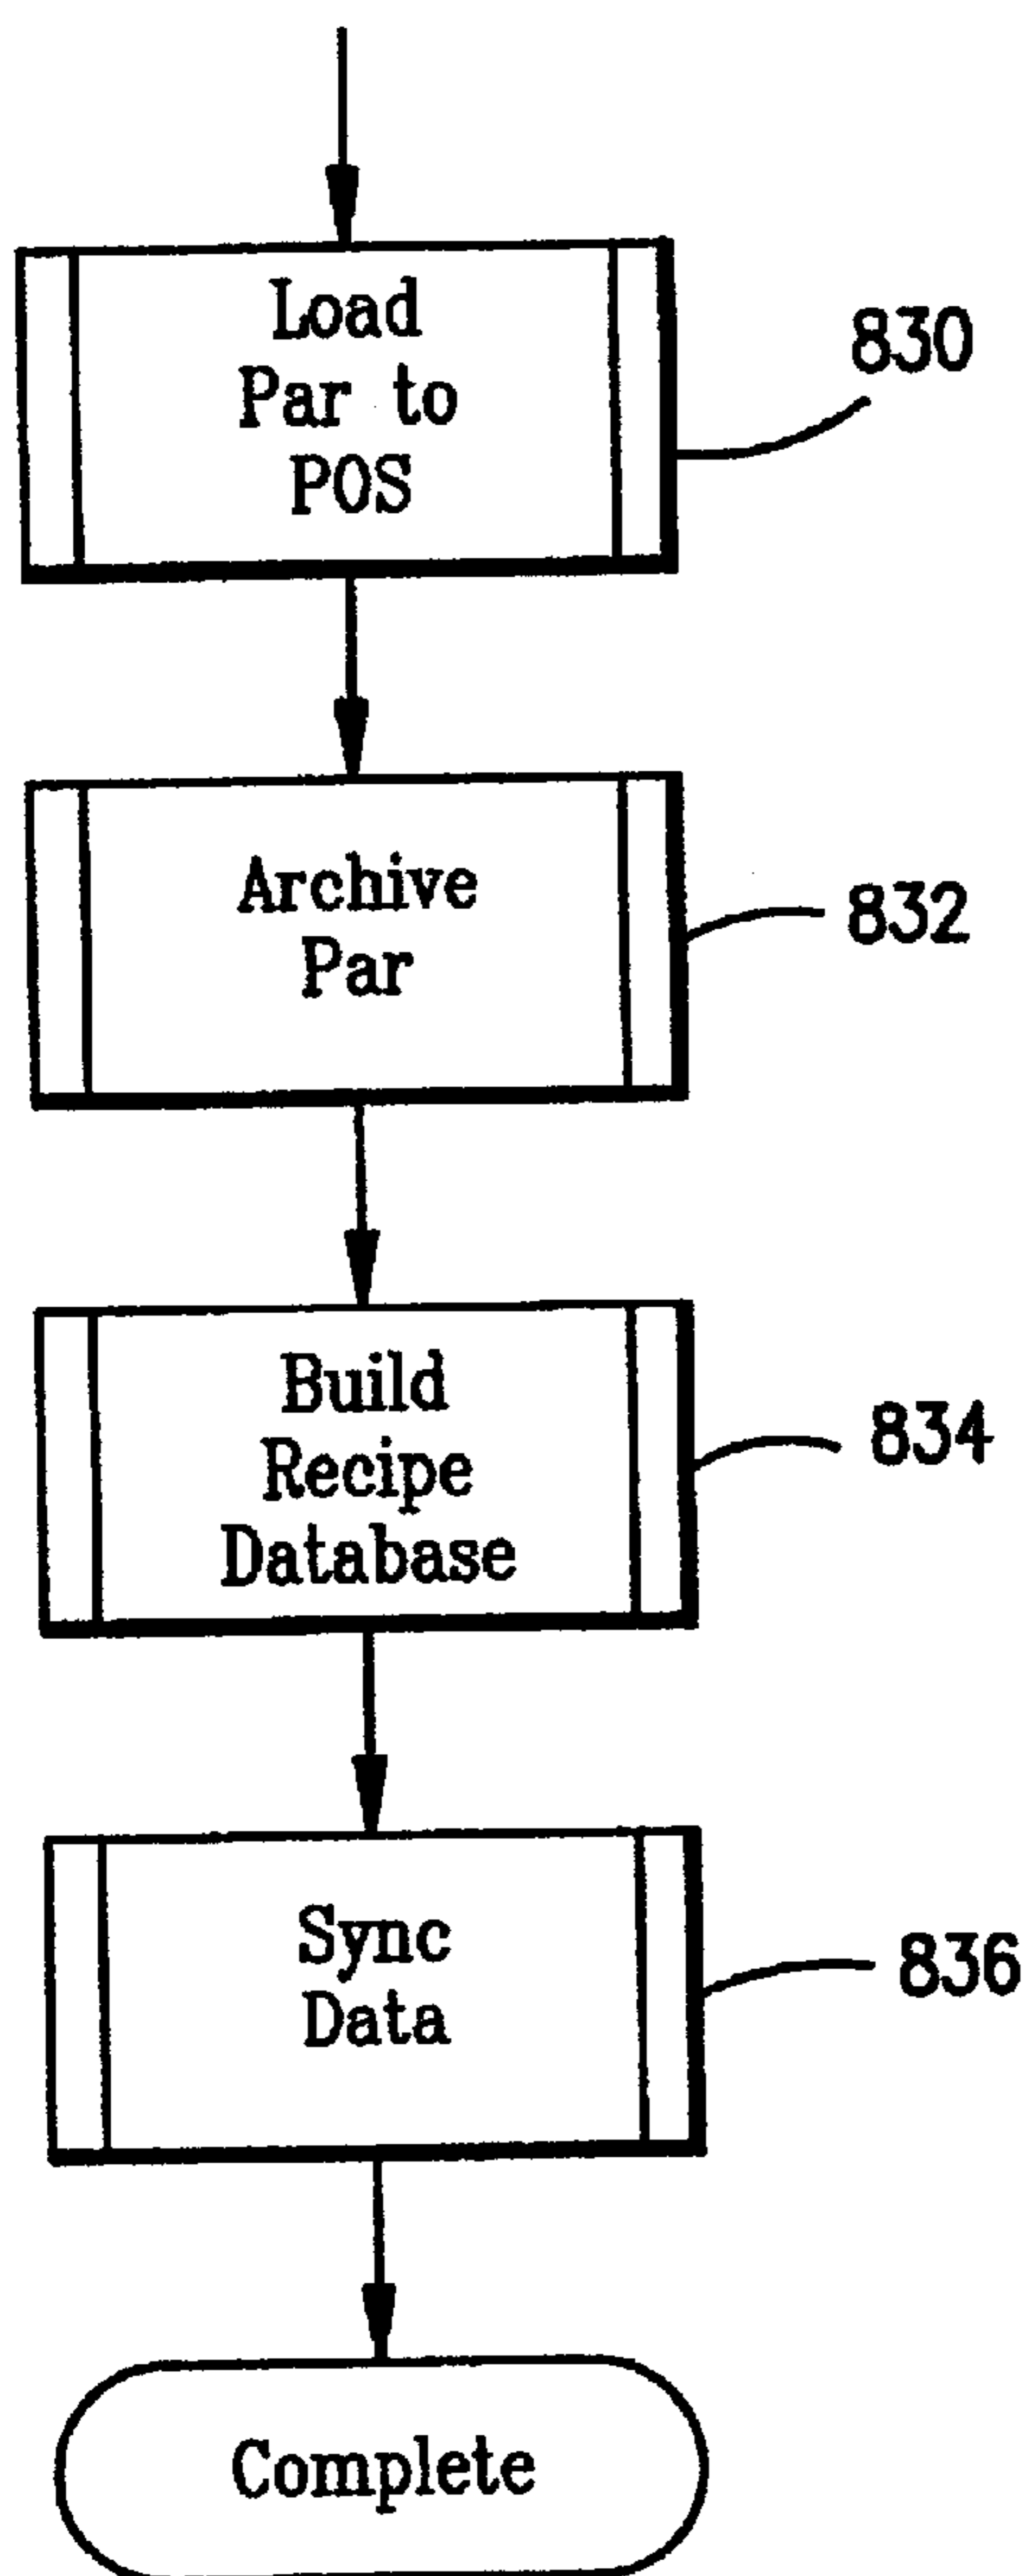 Load
Par to
POS
830
Archive
Par
832
Build
Recipe
Database
834
Sync
Data
836
Complete